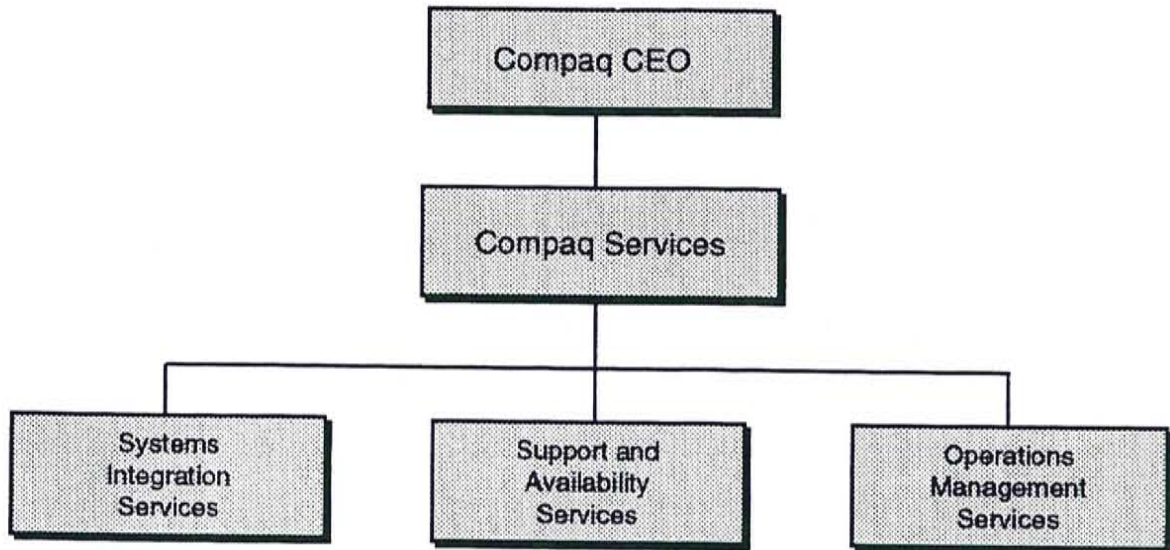 Compaq CEO
Compaq Services
Systems
Integration
Services
Support and
Availability
Services
Operations
Management
Services